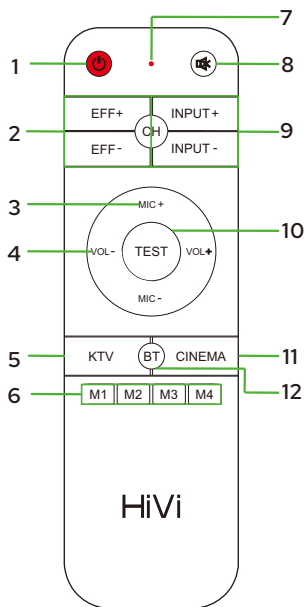 7
1
8
EFF+ INPUT+
2 CH 9
EFF- INPUT-
3 MIC+
10
4 VOL- TEST VOL+
MIC-
5 KTV BT CINEMA 11
12
6 M1 M2 M3 M4
HiVi